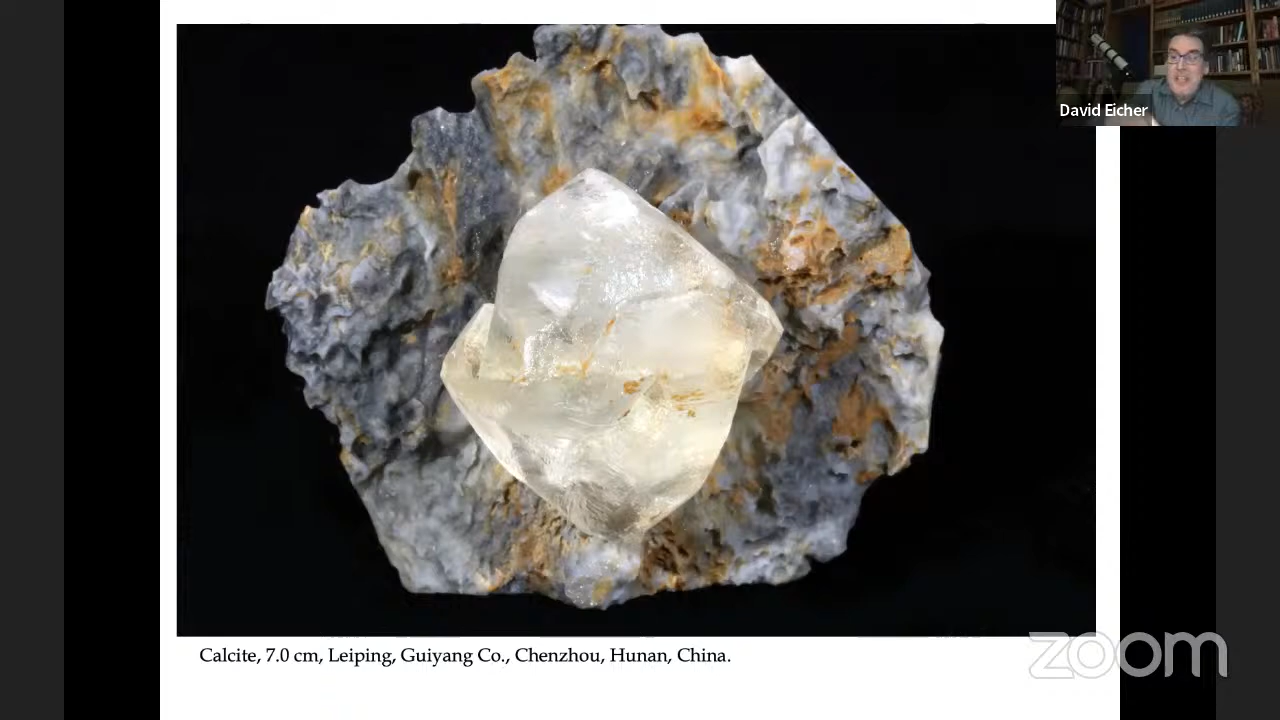 David Eicher
Calcite, 7.0 cm, Leiping, Guiyang Co., Chenzhou, Hunan, China.
zoom